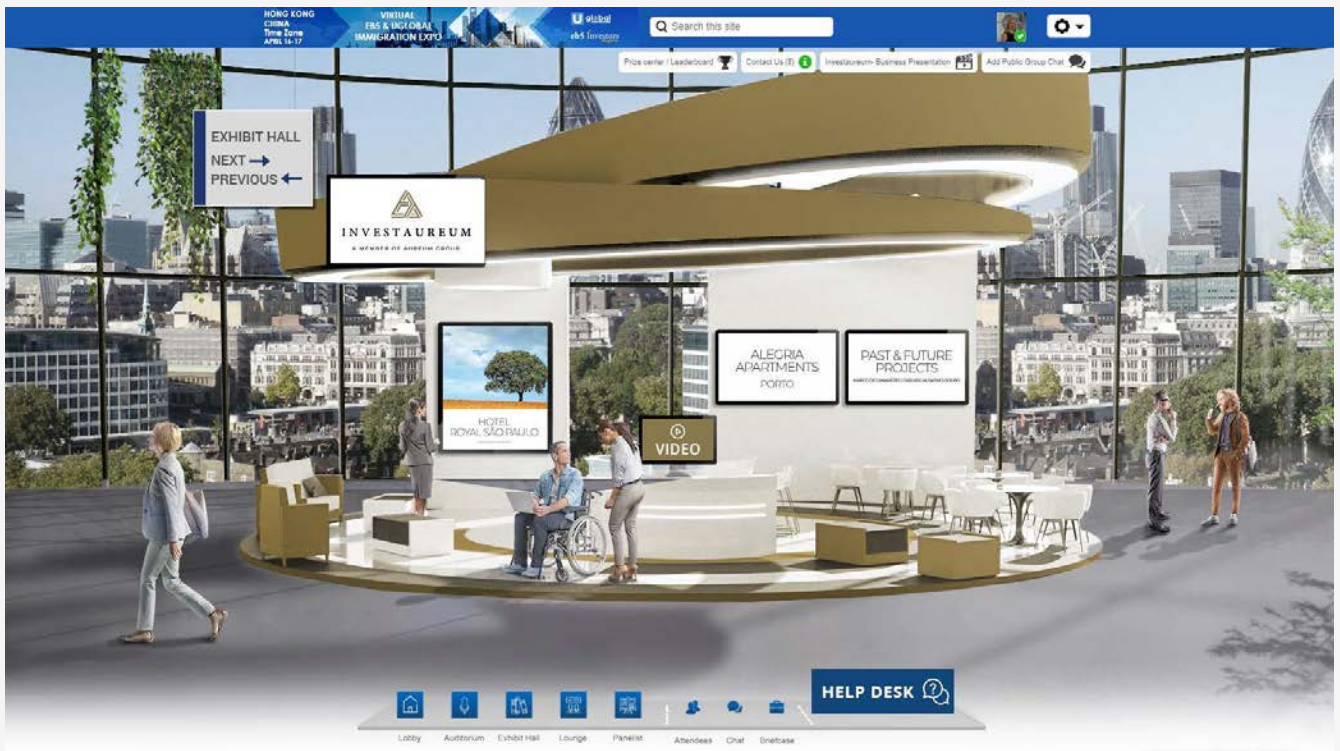 HONG KONG
CHINA
Time Zone
APRIL 16-17
VIRTUAL
EB5 & UGLOBAL
IMMIGRATION EXPO
U global
eb5 Investors
Search this site
Prize center / Leaderboard
Contact Us (8)
Investaureum- Business Presentation
Add Public Group Chat
EXHIBIT HALL
NEXT →
PREVIOUS ←
INVESTAUREUM
A MEMBER OF AUREUM GROUP
HOTEL
ROYAL SÃO PAULO
VIDEO
ALEGRIA
APARTMENTS
PORTO
PAST & FUTURE
PROJECTS
HELP DESK
Lobby
Auditorium
Exhibit Hall
Lounge
Panelist
Attendees
Chat
Briefcase